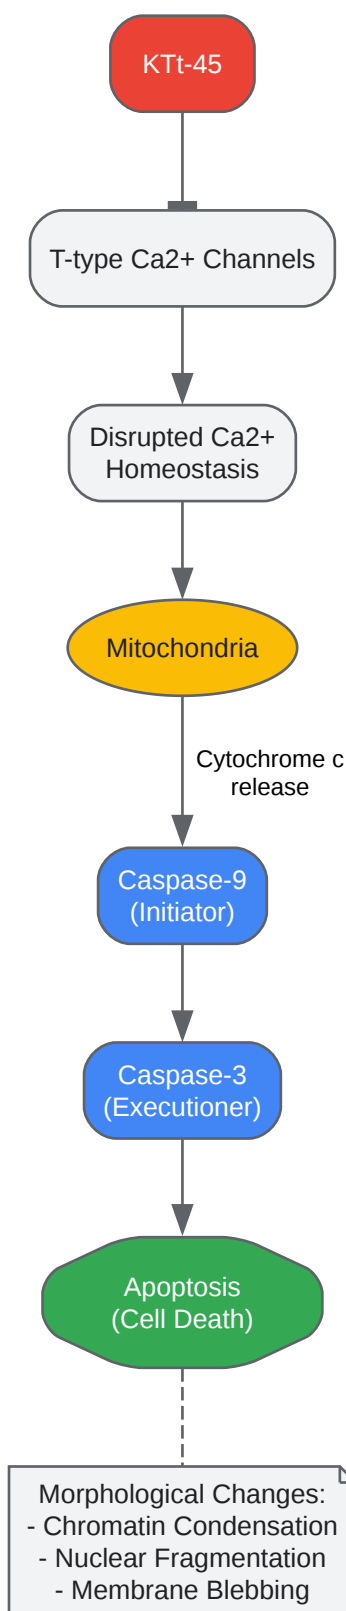 KTt-45
T-type Ca2+ Channels
Disrupted Ca2+
Homeostasis
Mitochondria
Cytochrome c
release
Caspase-9
(Initiator)
Caspase-3
(Executioner)
Apoptosis
(Cell Death)
Morphological Changes:
- Chromatin Condensation
- Nuclear Fragmentation
- Membrane Blebbing